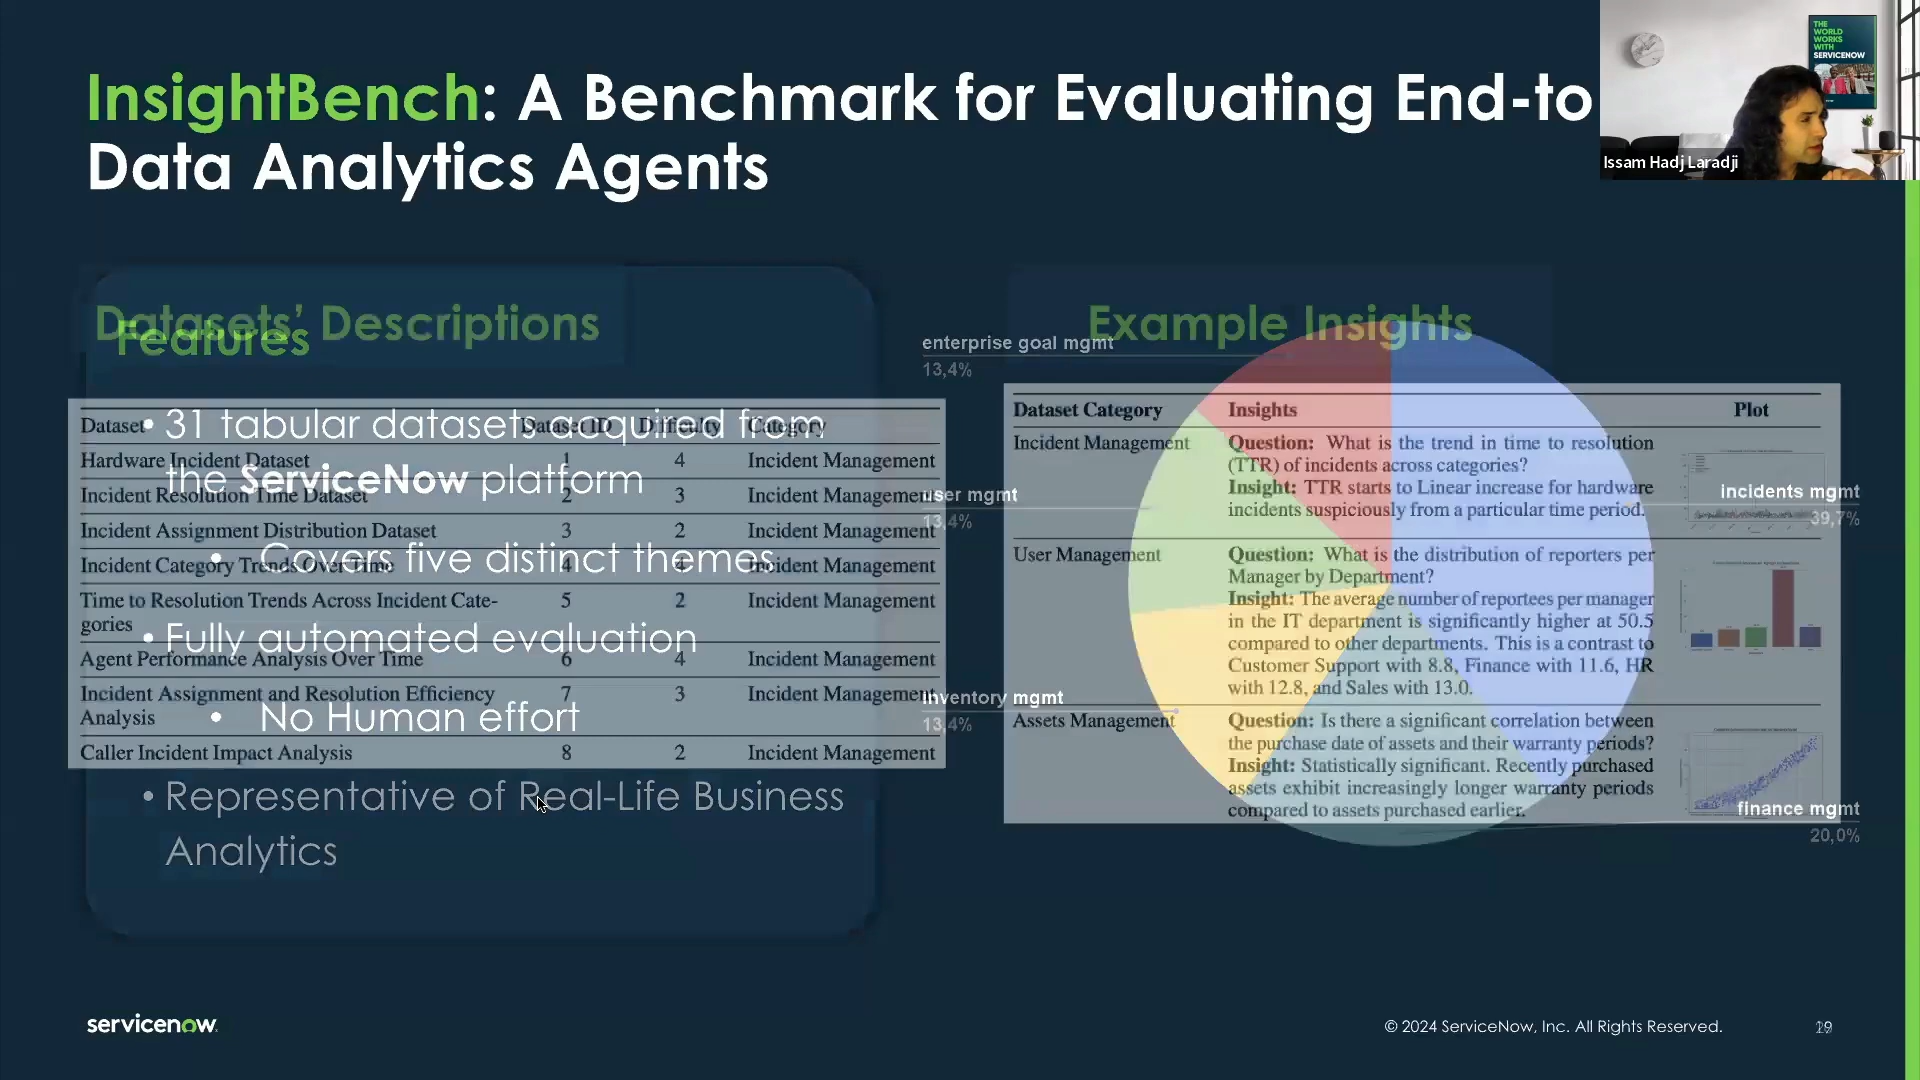 InsightBench: A Benchmark for Evaluating End-to
Data Analytics Agents
THE
WORLD
WORKS
WITH
SERVICENOW
Issam Hadj Laradji
Datasets' Descriptions
Features
• 31 tabular datasets acquired from
the ServiceNow platform
• Covers five distinct themes
• Fully automated evaluation
• No Human effort
• Representative of Real-Life Business
Analytics
Dataset Dataset ID Difficulty Category
Hardware Incident Dataset 1 4 Incident Management
Incident Resolution Time Dataset 2 3 Incident Management
Incident Assignment Distribution Dataset 3 2 Incident Management
Incident Category Trends Over Time 4 4 Incident Management
Time to Resolution Trends Across Incident Cate-
gories 5 2 Incident Management
Agent Performance Analysis Over Time 6 4 Incident Management
Incident Assignment and Resolution Efficiency
Analysis 7 3 Incident Management
Caller Incident Impact Analysis 8 2 Incident Management
Example Insights
enterprise goal mgmt
13,4%
user mgmt
13,4%
inventory mgmt
13,4%
incidents mgmt
39,7%
finance mgmt
20,0%
Dataset Category Insights Plot
Incident Management
Question: What is the trend in time to resolution
(TTR) of incidents across categories?
Insight: TTR starts to Linear increase for hardware
incidents suspiciously from a particular time period.
User Management
Question: What is the distribution of reporters per
Manager by Department?
Insight: The average number of reportees per manager
in the IT department is significantly higher at 50.5
compared to other departments. This is a contrast to
Customer Support with 8.8, Finance with 11.6, HR
with 12.8, and Sales with 13.0.
Assets Management
Question: Is there a significant correlation between
the purchase date of assets and their warranty periods?
Insight: Statistically significant. Recently purchased
assets exhibit increasingly longer warranty periods
compared to assets purchased earlier.
servicenow
© 2024 ServiceNow, Inc. All Rights Reserved.